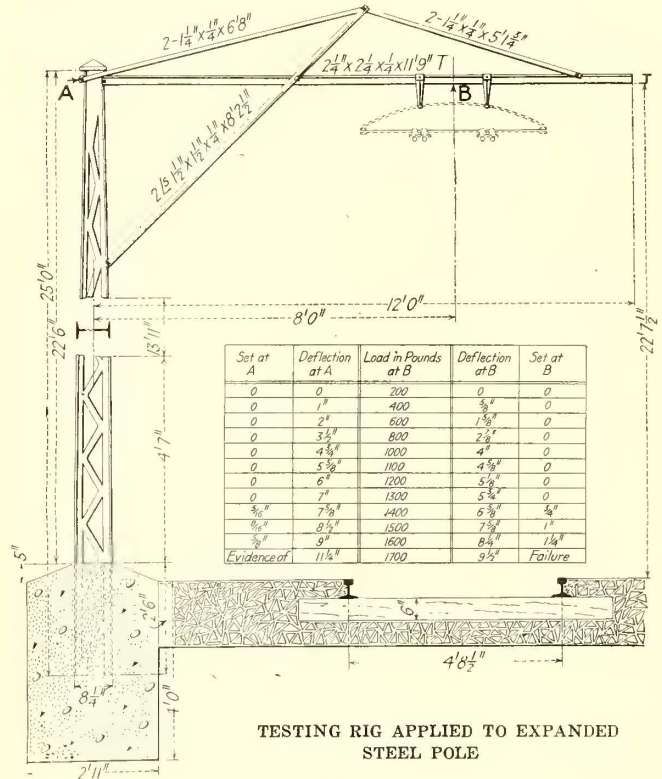 2-1¼"x¼"x6'8"
2-1¼"x¼"x5'1¾"
2¼"x2¼"x¼"x11'9" T
A
B
2 Ls 1½"x1½"x¼"x8'2½"
25'0"
22'6"
12'0"
8'0"
13'11"
22'7½"
4'7"
Set at A | Deflection at A | Load in Pounds at B | Deflection at B | Set at B
0 | 0 | 200 | 0 | 0
0 | 1" | 400 | ⅝" | 0
0 | 2" | 600 | 1⅝" | 0
0 | 3½" | 800 | 2⅞" | 0
0 | 4¾" | 1000 | 4" | 0
0 | 5⅝" | 1100 | 4⅝" | 0
0 | 6" | 1200 | 5⅛" | 0
0 | 7" | 1300 | 5¾" | 0
5/16" | 7⅝" | 1400 | 6⅝" | ¾"
9/16" | 8½" | 1500 | 7⅝" | 1"
⅝" | 9" | 1600 | 8¼" | 1¼"
Evidence of | 11¼" | 1700 | 9½" | Failure
5"
2'6"
6"
4'8½"
8¼"
4'0"
2'11"
TESTING RIG APPLIED TO EXPANDED
STEEL POLE